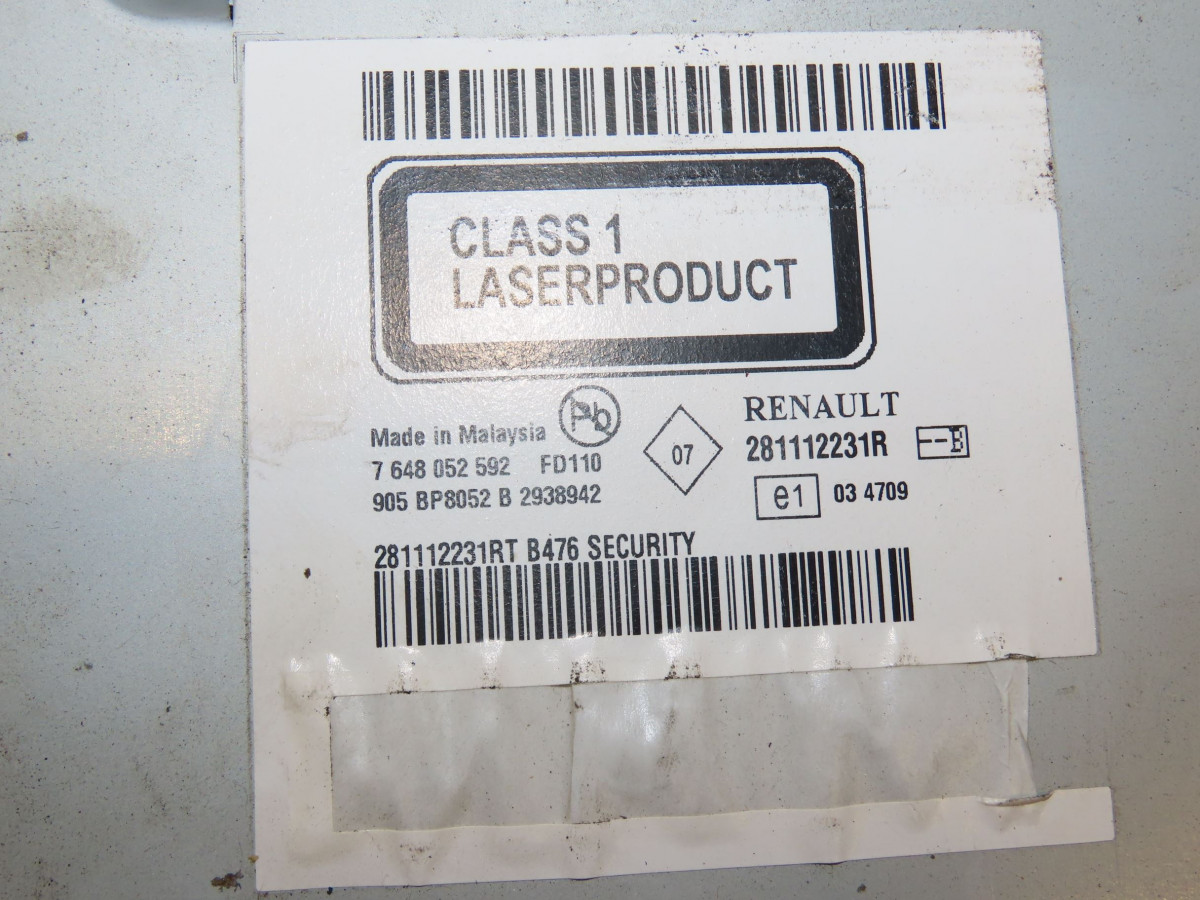 CLASS 1
LASERPRODUCT
Made in Malaysia
Pb
7 648 052 592 FD110
905 BP8052 B 2938942
07
RENAULT
281112231R --B
e1 03 4709
281112231RT B476 SECURITY